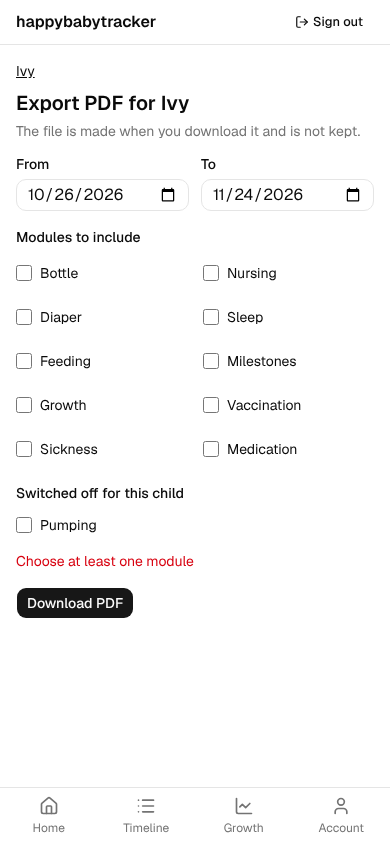 happybabytracker
Sign out
Ivy
Export PDF for Ivy
The file is made when you download it and is not kept.
From To
10/26/2026 11/24/2026
Modules to include
Bottle Nursing
Diaper Sleep
Feeding Milestones
Growth Vaccination
Sickness Medication
Switched off for this child
Pumping
Choose at least one module
Download PDF
Home Timeline Growth Account